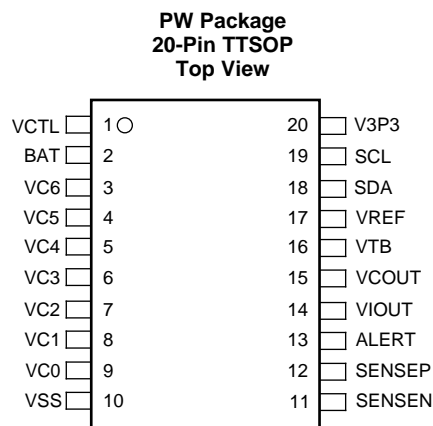 PW Package
20-Pin TTSOP
Top View
VCTL 1 20 V3P3
BAT 2 19 SCL
VC6 3 18 SDA
VC5 4 17 VREF
VC4 5 16 VTB
VC3 6 15 VCOUT
VC2 7 14 VIOUT
VC1 8 13 ALERT
VC0 9 12 SENSEP
VSS 10 11 SENSEN